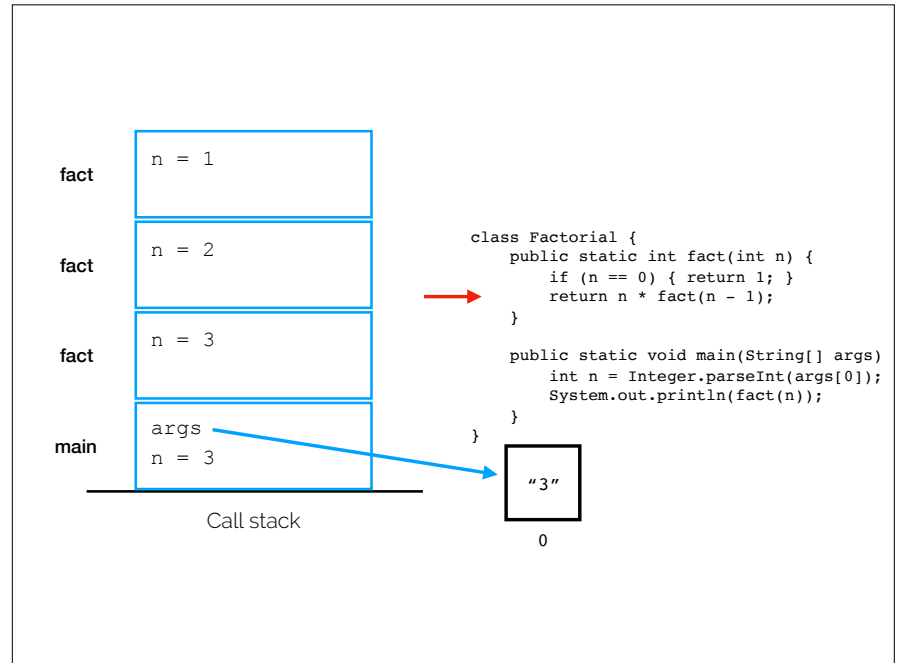 fact
n = 1
fact
n = 2
fact
n = 3
main
args
n = 3
Call stack
class Factorial {
    public static int fact(int n) {
        if (n == 0) { return 1; }
        return n * fact(n - 1);
    }

    public static void main(String[] args)
        int n = Integer.parseInt(args[0]);
        System.out.println(fact(n));
    }
}
“3”
0